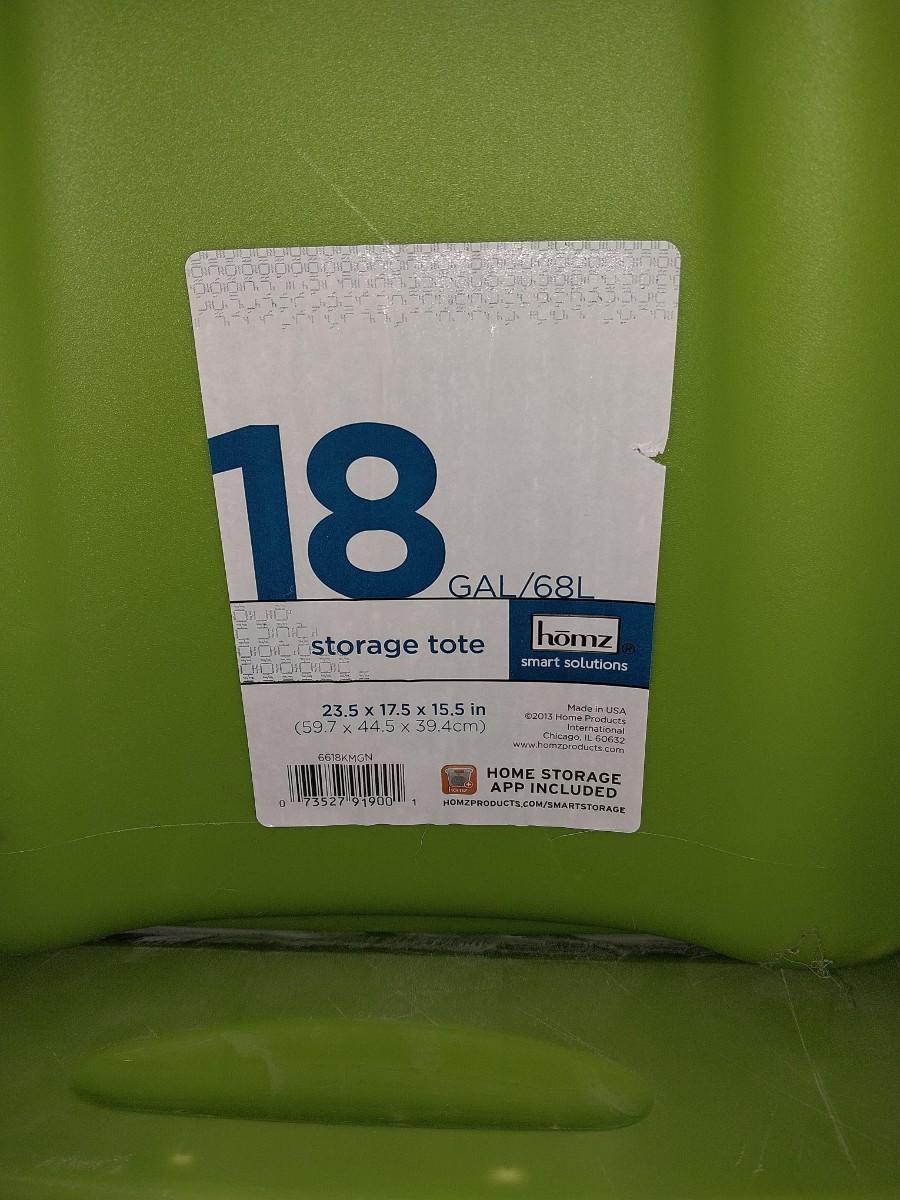 18 GAL/68L
storage tote
hōmz ®
smart solutions
23.5 x 17.5 x 15.5 in
(59.7 x 44.5 x 39.4cm)
Made in USA
©2013 Home Products
International
Chicago, IL 60632
www.homzproducts.com
6618KMGN
0 73527 91900 1
hōmz
HOME STORAGE
APP INCLUDED
HOMZPRODUCTS.COM/SMARTSTORAGE